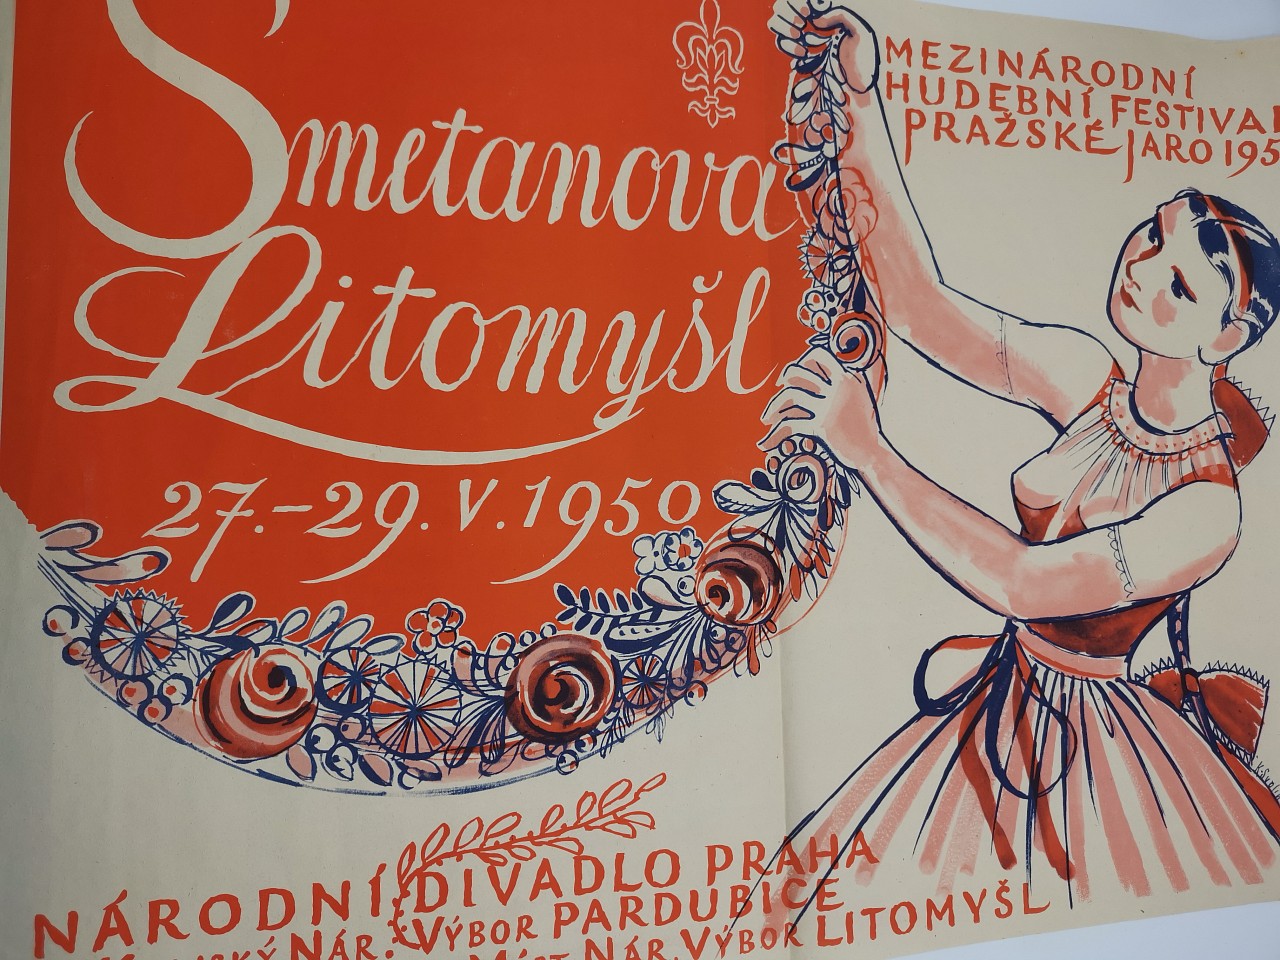 Smetanova
Litomyšl
27.-29. V. 1950
MEZINÁRODNÍ
HUDEBNÍ FESTIVAL
PRAŽSKÉ JARO 195
NÁRODNÍ DIVADLO PRAHA
NÁR. VÝBOR PARDUBICE
NÁR. VÝBOR LITOMYŠL